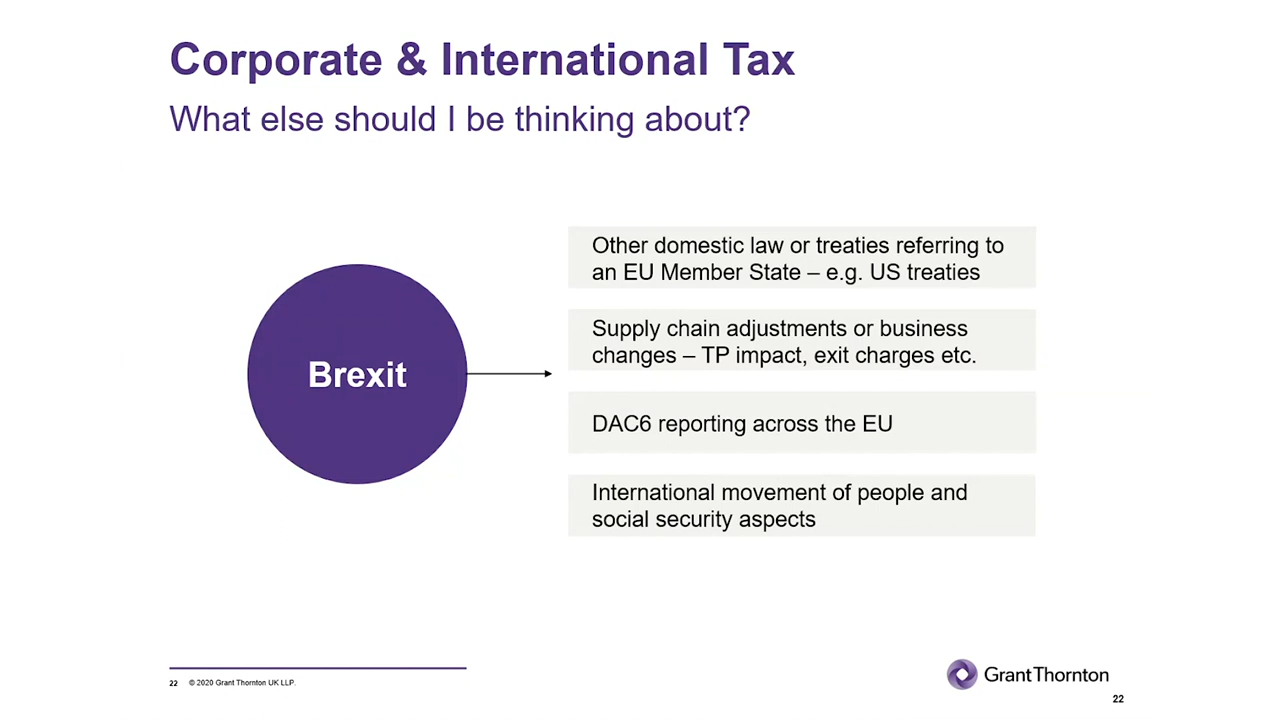 Corporate & International Tax
What else should I be thinking about?
Brexit
Other domestic law or treaties referring to
an EU Member State – e.g. US treaties
Supply chain adjustments or business
changes – TP impact, exit charges etc.
DAC6 reporting across the EU
International movement of people and
social security aspects
22 © 2020 Grant Thornton UK LLP.
GrantThornton
22